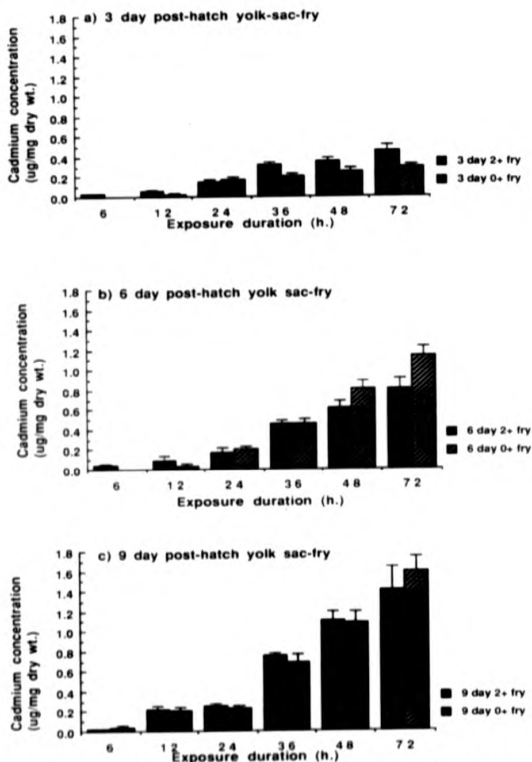 a) 3 day post-hatch yolk-sac-fry
Cadmium concentration
(ug/mg dry wt.)
1.8
1.6
1.4
1.2
1.0
0.8
0.6
0.4
0.2
0.0
6 12 24 36 48 72
Exposure duration (h.)
3 day 2+ fry
3 day 0+ fry
b) 6 day post-hatch yolk sac-fry
Cadmium concentration
(ug/mg dry wt.)
1.8
1.6
1.4
1.2
1.0
0.8
0.6
0.4
0.2
0.0
6 12 24 36 48 72
Exposure duration (h.)
6 day 2+ fry
6 day 0+ fry
c) 9 day post-hatch yolk sac-fry
Cadmium concentration
(ug/mg dry wt.)
1.8
1.6
1.4
1.2
1.0
0.8
0.6
0.4
0.2
0.0
6 12 24 36 48 72
Exposure duration (h.)
9 day 2+ fry
9 day 0+ fry